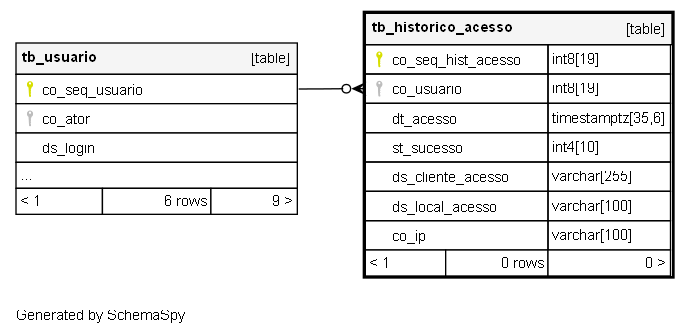 tb_usuario [table]
co_seq_usuario
co_ator
ds_login
...
< 1 6 rows 9 >
tb_historico_acesso [table]
co_seq_hist_acesso int8[19]
co_usuario int8[19]
dt_acesso timestamptz[35,6]
st_sucesso int4[10]
ds_cliente_acesso varchar[255]
ds_local_acesso varchar[100]
co_ip varchar[100]
< 1 0 rows 0 >
Generated by SchemaSpy